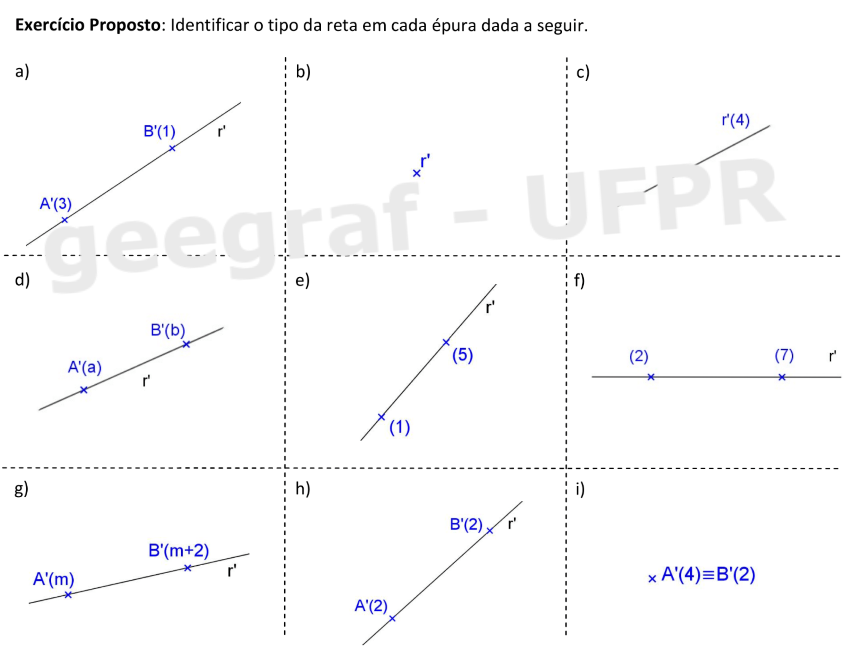 Exercício Proposto: Identificar o tipo da reta em cada épura dada a seguir.
a)
B'(1)
r'
A'(3)
b)
r'
c)
r'(4)
geegraf - UFPR
d)
B'(b)
A'(a)
r'
e)
r'
(5)
(1)
f)
(2) (7) r'
g)
B'(m+2)
r'
A'(m)
h)
B'(2) r'
A'(2)
i)
A'(4)≡B'(2)